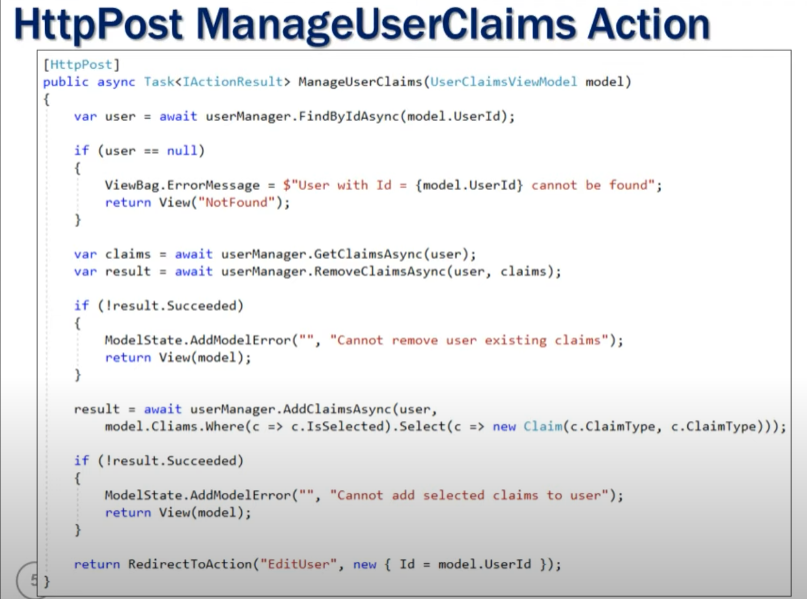 HttpPost ManageUserClaims Action
[HttpPost]
public async Task<IActionResult> ManageUserClaims(UserClaimsViewModel model)
{
var user = await userManager.FindByIdAsync(model.UserId);
if (user == null)
{
ViewBag.ErrorMessage = $"User with Id = {model.UserId} cannot be found";
return View("NotFound");
}
var claims = await userManager.GetClaimsAsync(user);
var result = await userManager.RemoveClaimsAsync(user, claims);
if (!result.Succeeded)
{
ModelState.AddModelError("", "Cannot remove user existing claims");
return View(model);
}
result = await userManager.AddClaimsAsync(user,
model.Cliams.Where(c => c.IsSelected).Select(c => new Claim(c.ClaimType, c.ClaimType)));
if (!result.Succeeded)
{
ModelState.AddModelError("", "Cannot add selected claims to user");
return View(model);
}
return RedirectToAction("EditUser", new { Id = model.UserId });
5 }